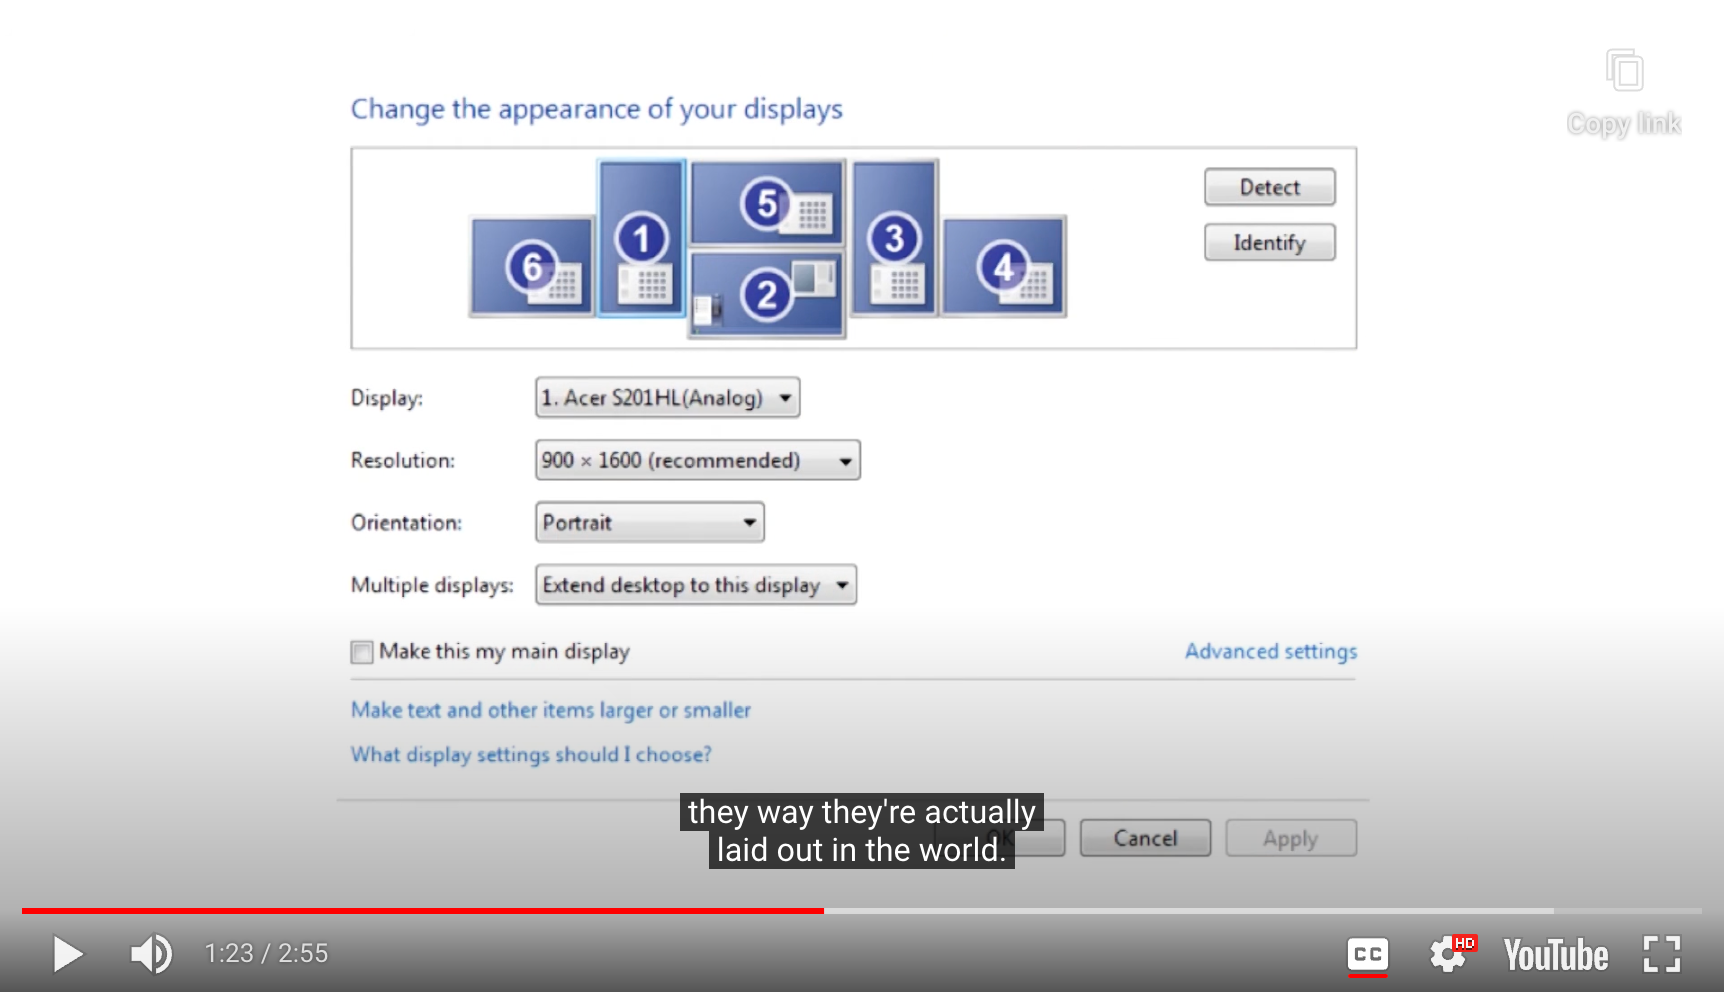 Copy link
Change the appearance of your displays
Detect
Identify
6
1
5
2
3
4
Display: 1. Acer S201HL(Analog)
Resolution: 900 × 1600 (recommended)
Orientation: Portrait
Multiple displays: Extend desktop to this display
Make this my main display Advanced settings
Make text and other items larger or smaller
What display settings should I choose?
they way they're actually
laid out in the world.
OK Cancel Apply
1:23 / 2:55 CC HD YouTube